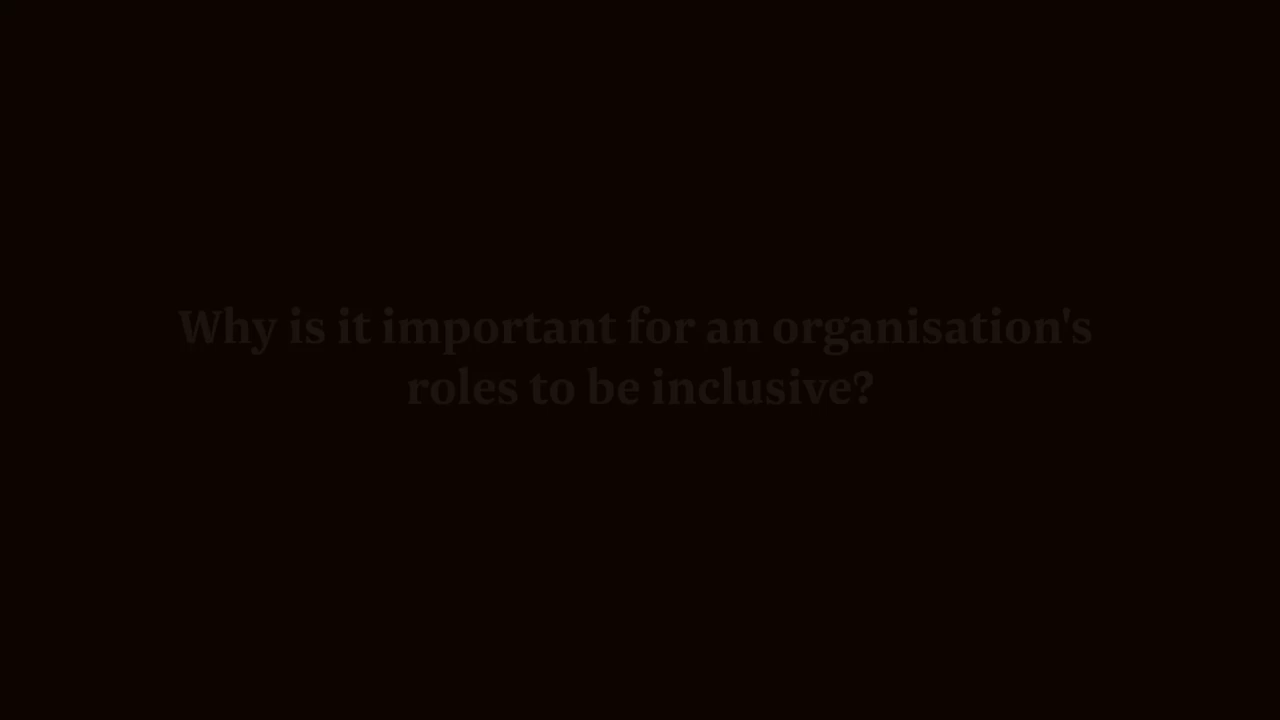 Why is it important for an organisation's
roles to be inclusive?